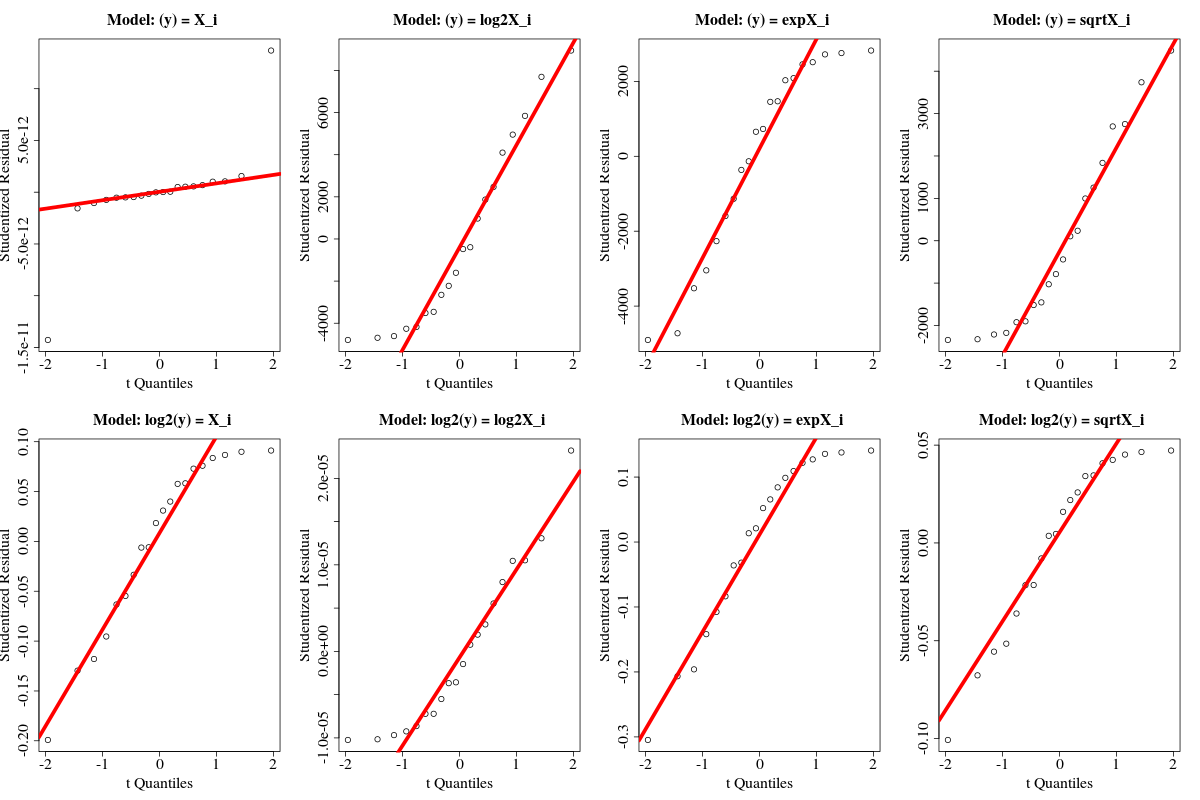 Model: (y) = X_i
Studentized Residual
-1.5e-11 -5.0e-12 5.0e-12
-2 -1 0 1 2
t Quantiles
Model: (y) = log2X_i
Studentized Residual
-4000 0 2000 6000
-2 -1 0 1 2
t Quantiles
Model: (y) = expX_i
Studentized Residual
-4000 -2000 0 2000
-2 -1 0 1 2
t Quantiles
Model: (y) = sqrtX_i
Studentized Residual
-2000 0 1000 3000
-2 -1 0 1 2
t Quantiles
Model: log2(y) = X_i
Studentized Residual
-0.20 -0.15 -0.10 -0.05 0.00 0.05 0.10
-2 -1 0 1 2
t Quantiles
Model: log2(y) = log2X_i
Studentized Residual
-1.0e-05 0.0e+00 1.0e-05 2.0e-05
-2 -1 0 1 2
t Quantiles
Model: log2(y) = expX_i
Studentized Residual
-0.3 -0.2 -0.1 0.0 0.1
-2 -1 0 1 2
t Quantiles
Model: log2(y) = sqrtX_i
Studentized Residual
-0.10 -0.05 0.00 0.05
-2 -1 0 1 2
t Quantiles